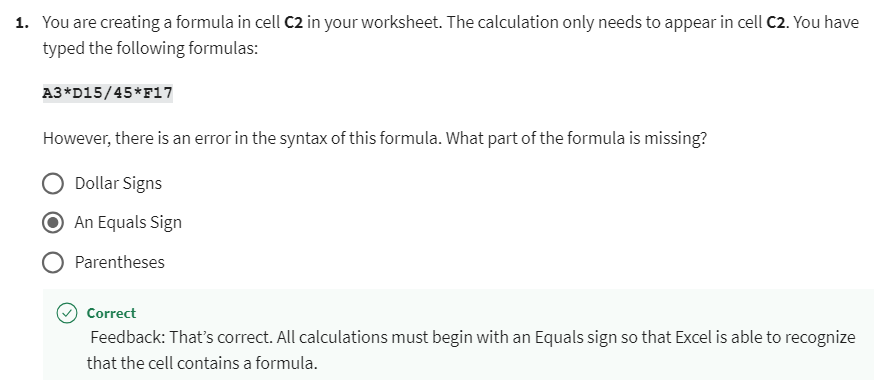 1. You are creating a formula in cell C2 in your worksheet. The calculation only needs to appear in cell C2. You have
typed the following formulas:
A3*D15/45*F17
However, there is an error in the syntax of this formula. What part of the formula is missing?
Dollar Signs
An Equals Sign
Parentheses
Correct
Feedback: That's correct. All calculations must begin with an Equals sign so that Excel is able to recognize
that the cell contains a formula.